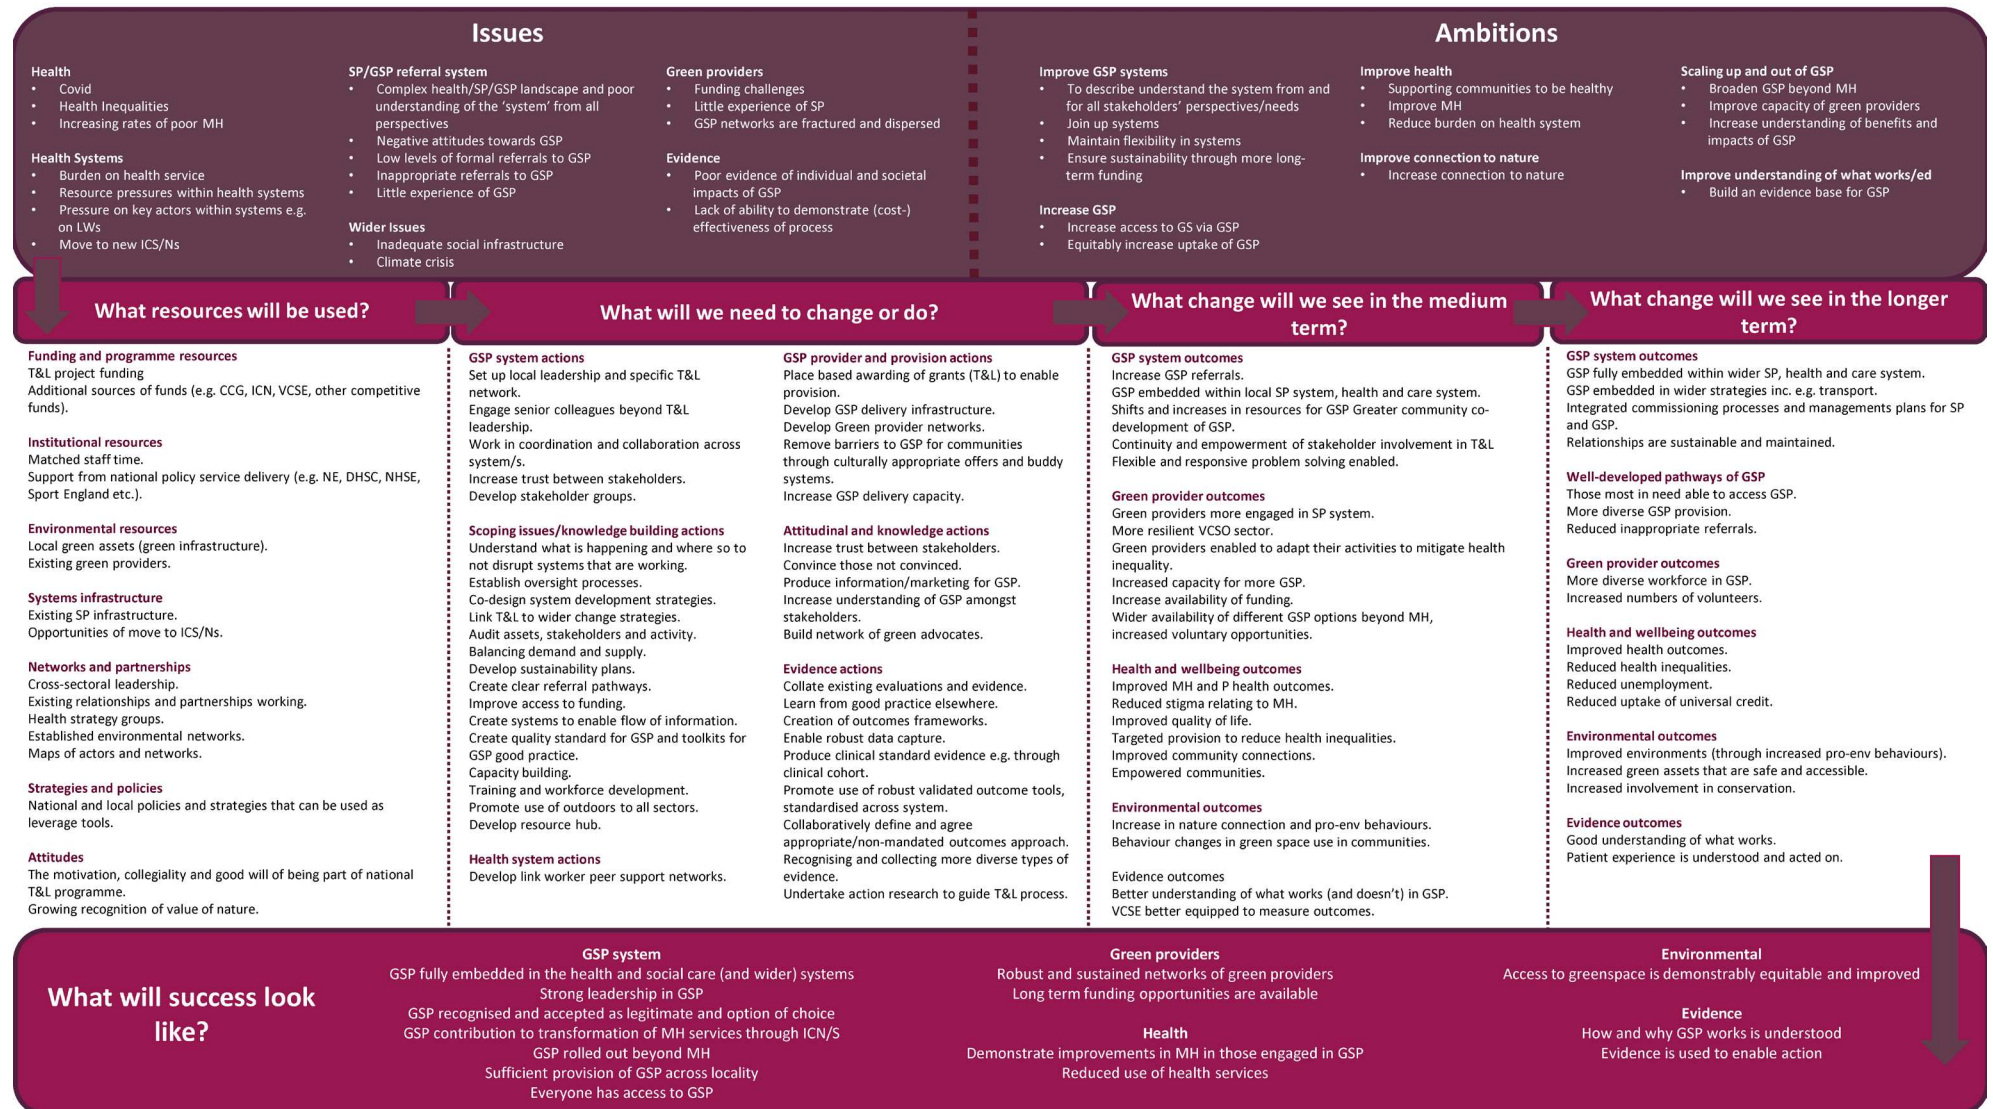 Issues
Health
• Covid
• Health Inequalities
• Increasing rates of poor MH
Health Systems
• Burden on health service
• Resource pressures within health systems
• Pressure on key actors within systems e.g.
on LWs
• Move to new ICS/Ns
SP/GSP referral system
• Complex health/SP/GSP landscape and poor
understanding of the ‘system’ from all
perspectives
• Negative attitudes towards GSP
• Low levels of formal referrals to GSP
• Inappropriate referrals to GSP
• Little experience of GSP
Wider Issues
• Inadequate social infrastructure
• Climate crisis
Green providers
• Funding challenges
• Little experience of SP
• GSP networks are fractured and dispersed
Evidence
• Poor evidence of individual and societal
impacts of GSP
• Lack of ability to demonstrate (cost-)
effectiveness of process
Ambitions
Improve GSP systems
• To describe understand the system from and
for all stakeholders’ perspectives/needs
• Join up systems
• Maintain flexibility in systems
• Ensure sustainability through more long-
term funding
Increase GSP
• Increase access to GS via GSP
• Equitably increase uptake of GSP
Improve health
• Supporting communities to be healthy
• Improve MH
• Reduce burden on health system
Improve connection to nature
• Increase connection to nature
Scaling up and out of GSP
• Broaden GSP beyond MH
• Improve capacity of green providers
• Increase understanding of benefits and
impacts of GSP
Improve understanding of what works/ed
• Build an evidence base for GSP
What resources will be used?
Funding and programme resources
T&L project funding
Additional sources of funds (e.g. CCG, ICN, VCSE, other competitive
funds).
Institutional resources
Matched staff time.
Support from national policy service delivery (e.g. NE, DHSC, NHSE,
Sport England etc.).
Environmental resources
Local green assets (green infrastructure).
Existing green providers.
Systems infrastructure
Existing SP infrastructure.
Opportunities of move to ICS/Ns.
Networks and partnerships
Cross-sectoral leadership.
Existing relationships and partnerships working.
Health strategy groups.
Established environmental networks.
Maps of actors and networks.
Strategies and policies
National and local policies and strategies that can be used as
leverage tools.
Attitudes
The motivation, collegiality and good will of being part of national
T&L programme.
Growing recognition of value of nature.
What will we need to change or do?
GSP system actions
Set up local leadership and specific T&L
network.
Engage senior colleagues beyond T&L
leadership.
Work in coordination and collaboration across
system/s.
Increase trust between stakeholders.
Develop stakeholder groups.
Scoping issues/knowledge building actions
Understand what is happening and where so to
not disrupt systems that are working.
Establish oversight processes.
Co-design system development strategies.
Link T&L to wider change strategies.
Audit assets, stakeholders and activity.
Balancing demand and supply.
Develop sustainability plans.
Create clear referral pathways.
Improve access to funding.
Create systems to enable flow of information.
Create quality standard for GSP and toolkits for
GSP good practice.
Capacity building.
Training and workforce development.
Promote use of outdoors to all sectors.
Develop resource hub.
Health system actions
Develop link worker peer support networks.
GSP provider and provision actions
Place based awarding of grants (T&L) to enable
provision.
Develop GSP delivery infrastructure.
Develop Green provider networks.
Remove barriers to GSP for communities
through culturally appropriate offers and buddy
systems.
Increase GSP delivery capacity.
Attitudinal and knowledge actions
Increase trust between stakeholders.
Convince those not convinced.
Produce information/marketing for GSP.
Increase understanding of GSP amongst
stakeholders.
Build network of green advocates.
Evidence actions
Collate existing evaluations and evidence.
Learn from good practice elsewhere.
Creation of outcomes frameworks.
Enable robust data capture.
Produce clinical standard evidence e.g. through
clinical cohort.
Promote use of robust validated outcome tools,
standardised across system.
Collaboratively define and agree
appropriate/non-mandated outcomes approach.
Recognising and collecting more diverse types of
evidence.
Undertake action research to guide T&L process.
What change will we see in the medium
term?
GSP system outcomes
Increase GSP referrals.
GSP embedded within local SP system, health and care system.
Shifts and increases in resources for GSP Greater community co-
development of GSP.
Continuity and empowerment of stakeholder involvement in T&L
Flexible and responsive problem solving enabled.
Green provider outcomes
Green providers more engaged in SP system.
More resilient VCSO sector.
Green providers enabled to adapt their activities to mitigate health
inequality.
Increased capacity for more GSP.
Increase availability of funding.
Wider availability of different GSP options beyond MH,
increased voluntary opportunities.
Health and wellbeing outcomes
Improved MH and P health outcomes.
Reduced stigma relating to MH.
Improved quality of life.
Targeted provision to reduce health inequalities.
Improved community connections.
Empowered communities.
Environmental outcomes
Increase in nature connection and pro-env behaviours.
Behaviour changes in green space use in communities.
Evidence outcomes
Better understanding of what works (and doesn’t) in GSP.
VCSE better equipped to measure outcomes.
What change will we see in the longer
term?
GSP system outcomes
GSP fully embedded within wider SP, health and care system.
GSP embedded in wider strategies inc. e.g. transport.
Integrated commissioning processes and managements plans for SP
and GSP.
Relationships are sustainable and maintained.
Well-developed pathways of GSP
Those most in need able to access GSP.
More diverse GSP provision.
Reduced inappropriate referrals.
Green provider outcomes
More diverse workforce in GSP.
Increased numbers of volunteers.
Health and wellbeing outcomes
Improved health outcomes.
Reduced health inequalities.
Reduced unemployment.
Reduced uptake of universal credit.
Environmental outcomes
Improved environments (through increased pro-env behaviours).
Increased green assets that are safe and accessible.
Increased involvement in conservation.
Evidence outcomes
Good understanding of what works.
Patient experience is understood and acted on.
What will success look
like?
GSP system
GSP fully embedded in the health and social care (and wider) systems
Strong leadership in GSP
GSP recognised and accepted as legitimate and option of choice
GSP contribution to transformation of MH services through ICN/S
GSP rolled out beyond MH
Sufficient provision of GSP across locality
Everyone has access to GSP
Green providers
Robust and sustained networks of green providers
Long term funding opportunities are available
Health
Demonstrate improvements in MH in those engaged in GSP
Reduced use of health services
Environmental
Access to greenspace is demonstrably equitable and improved
Evidence
How and why GSP works is understood
Evidence is used to enable action